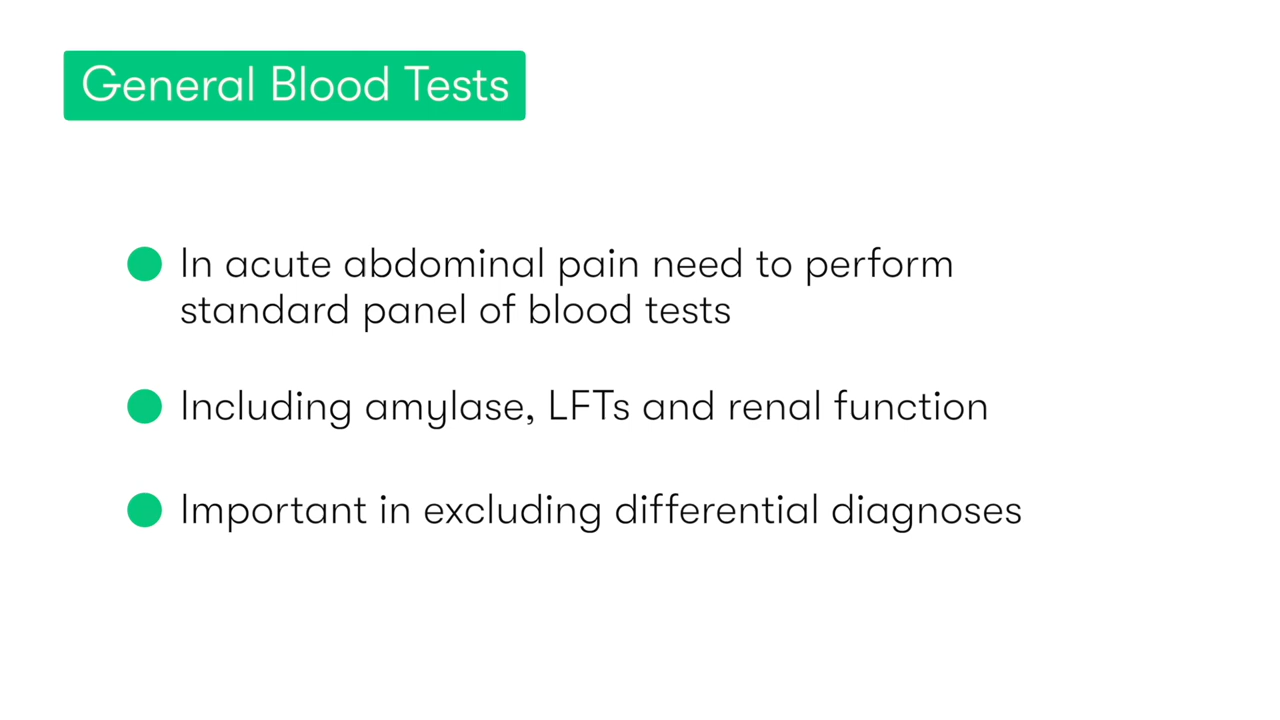 General Blood Tests
In acute abdominal pain need to perform
standard panel of blood tests
Including amylase, LFTs and renal function
Important in excluding differential diagnoses